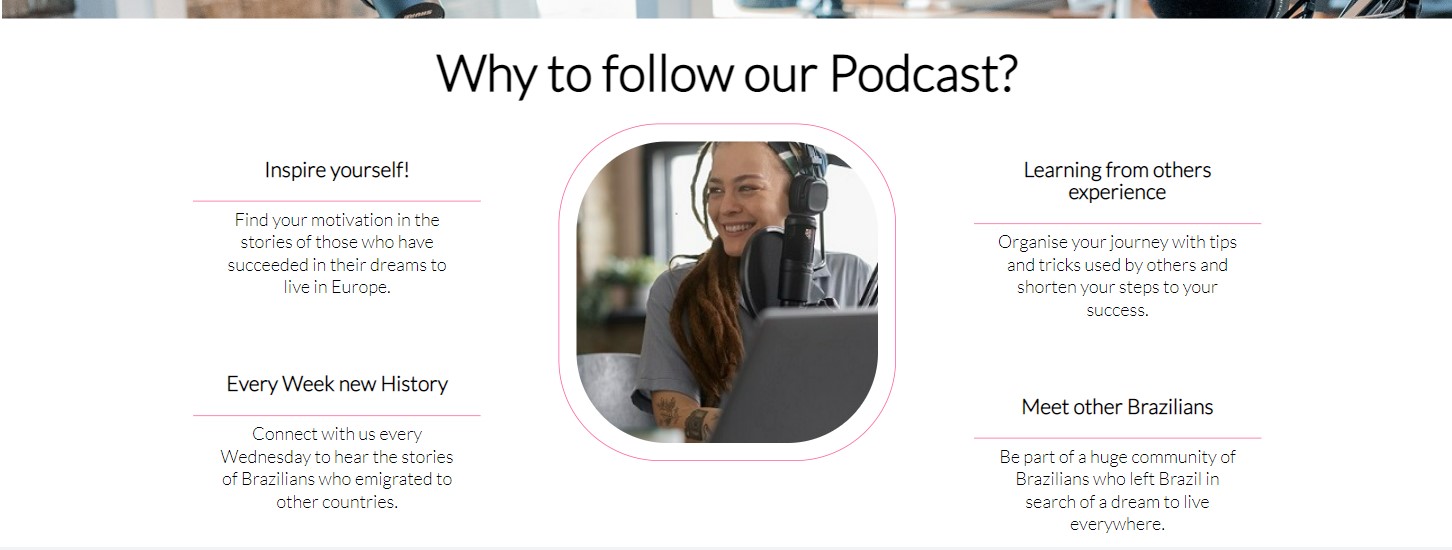 Why to follow our Podcast?
Inspire yourself!
Find your motivation in the
stories of those who have
succeeded in their dreams to
live in Europe.
Every Week new History
Connect with us every
Wednesday to hear the stories
of Brazilians who emigrated to
other countries.
Learning from others
experience
Organise your journey with tips
and tricks used by others and
shorten your steps to your
success.
Meet other Brazilians
Be part of a huge community of
Brazilians who left Brazil in
search of a dream to live
everywhere.